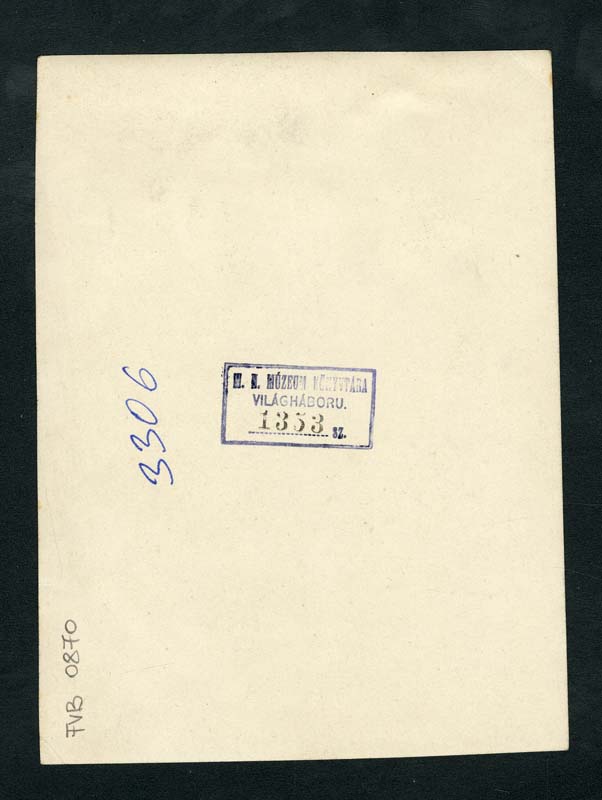 M. N. MÚZEUM KÖNYVTÁRA
VILÁGHÁBORU.
1353 SZ.
3306
FVB 0870